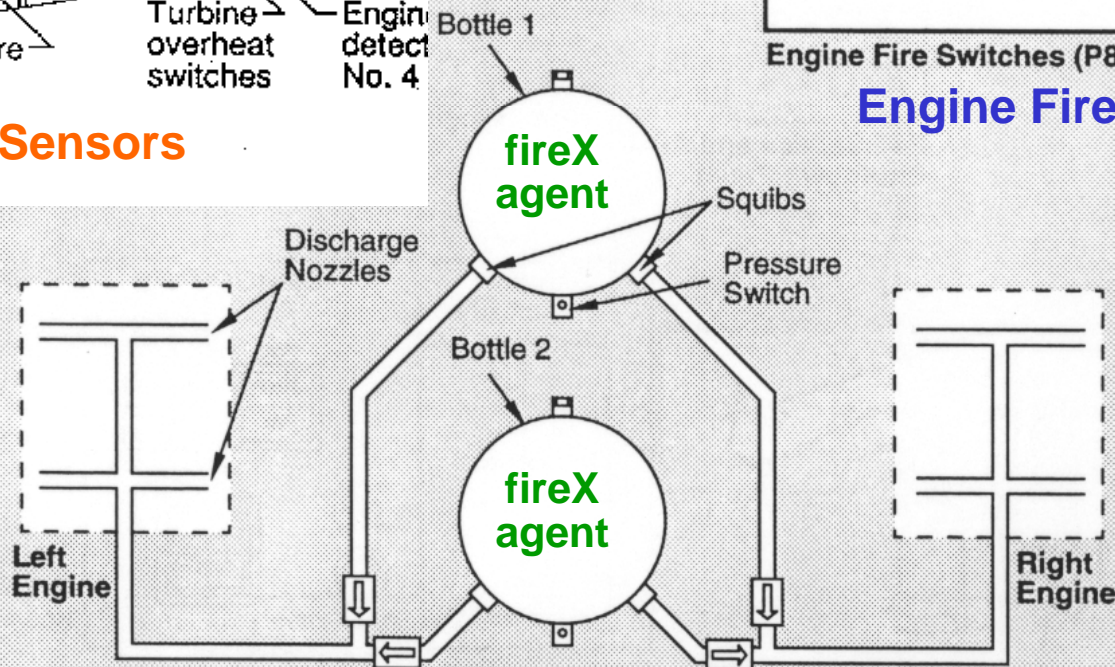 Turbine
overheat
switches
No. 4
Sensors
Bottle 1
Engine Fire Switches
Engine Fire
fireX
agent
Squibs
Pressure
Switch
Discharge
Nozzles
Bottle 2
fireX
agent
Left
Engine
Right
Engine